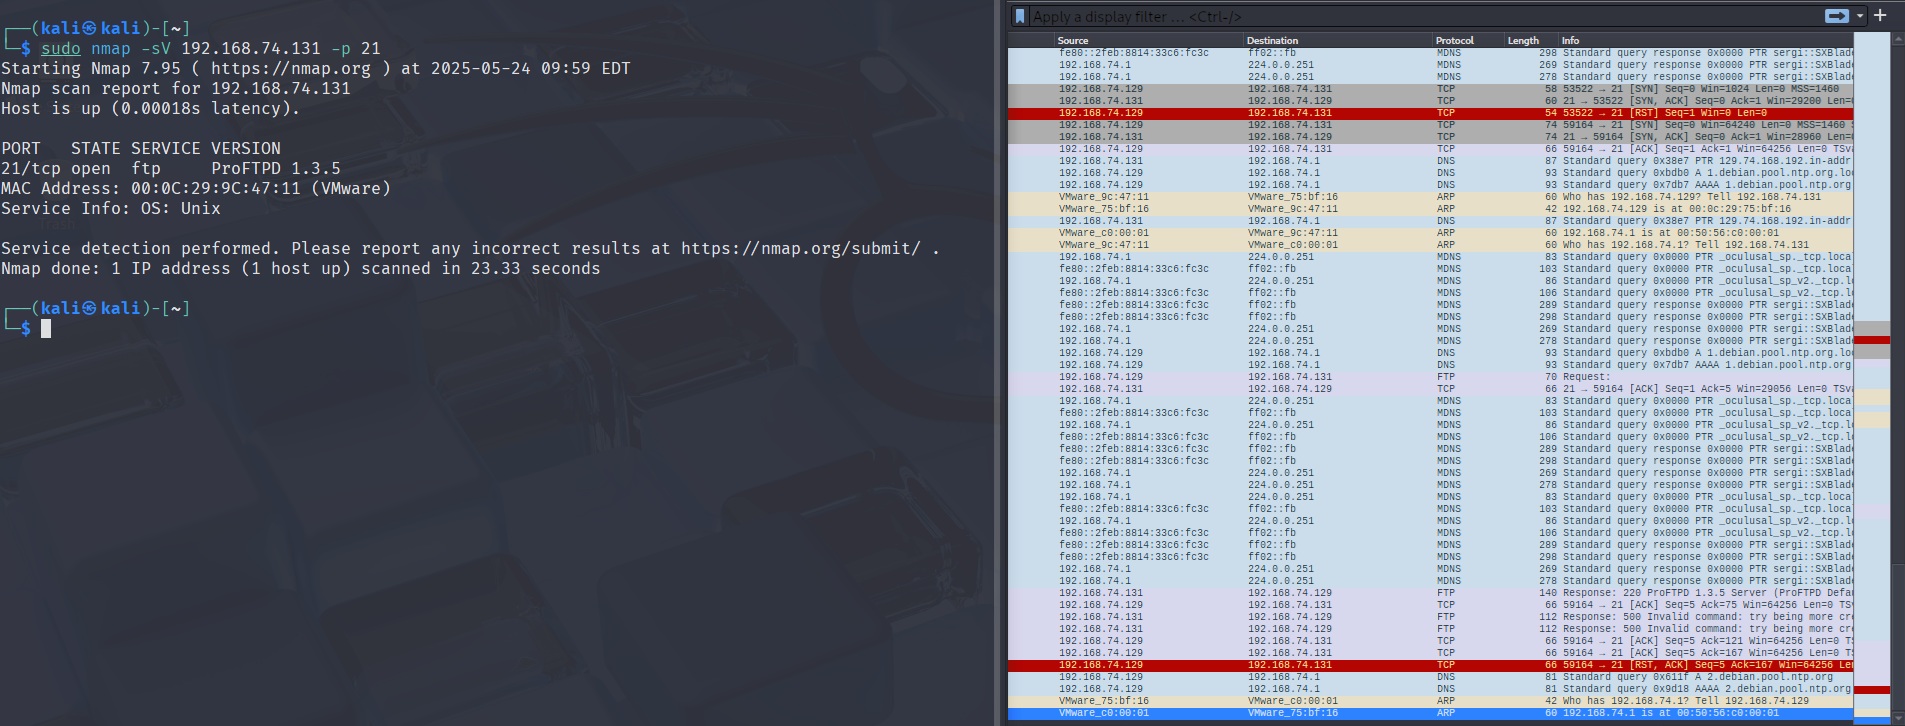 ┌──(kali㉿kali)-[~]
└─$ sudo nmap -sV 192.168.74.131 -p 21
Starting Nmap 7.95 ( https://nmap.org ) at 2025-05-24 09:59 EDT
Nmap scan report for 192.168.74.131
Host is up (0.00018s latency).
PORT STATE SERVICE VERSION
21/tcp open ftp ProFTPD 1.3.5
MAC Address: 00:0C:29:9C:47:11 (VMware)
Service Info: OS: Unix
Service detection performed. Please report any incorrect results at https://nmap.org/submit/ .
Nmap done: 1 IP address (1 host up) scanned in 23.33 seconds
┌──(kali㉿kali)-[~]
└─$
Apply a display filter ... <Ctrl-/>
Source Destination Protocol Length Info
fe80::2feb:8814:33c6:fc3c ff02::fb MDNS 298 Standard query response 0x0000 PTR sergi::SXBlade
192.168.74.1 224.0.0.251 MDNS 269 Standard query response 0x0000 PTR sergi::SXBlade
192.168.74.1 224.0.0.251 MDNS 278 Standard query response 0x0000 PTR sergi::SXBlade
192.168.74.129 192.168.74.131 TCP 58 53522 → 21 [SYN] Seq=0 Win=1024 Len=0 MSS=1460
192.168.74.131 192.168.74.129 TCP 60 21 → 53522 [SYN, ACK] Seq=0 Ack=1 Win=29200 Len=
192.168.74.129 192.168.74.131 TCP 54 53522 → 21 [RST] Seq=1 Win=0 Len=0
192.168.74.129 192.168.74.131 TCP 74 59164 → 21 [SYN] Seq=0 Win=64240 Len=0 MSS=1460
192.168.74.131 192.168.74.129 TCP 74 21 → 59164 [SYN, ACK] Seq=0 Ack=1 Win=28960 Len=
192.168.74.129 192.168.74.131 TCP 66 59164 → 21 [ACK] Seq=1 Ack=1 Win=64256 Len=0 TSva
192.168.74.131 192.168.74.1 DNS 87 Standard query 0x38e7 PTR 129.74.168.192.in-addr
192.168.74.129 192.168.74.1 DNS 93 Standard query 0xbdb0 A 1.debian.pool.ntp.org.lo
192.168.74.129 192.168.74.1 DNS 93 Standard query 0x7db7 AAAA 1.debian.pool.ntp.org
VMware_9c:47:11 VMware_75:bf:16 ARP 60 Who has 192.168.74.129? Tell 192.168.74.131
VMware_75:bf:16 VMware_9c:47:11 ARP 42 192.168.74.129 is at 00:0c:29:75:bf:16
192.168.74.131 192.168.74.1 DNS 87 Standard query 0x38e7 PTR 129.74.168.192.in-addr
VMware_c0:00:01 VMware_9c:47:11 ARP 60 192.168.74.1 is at 00:50:56:c0:00:01
VMware_9c:47:11 VMware_c0:00:01 ARP 60 Who has 192.168.74.1? Tell 192.168.74.131
192.168.74.1 224.0.0.251 MDNS 83 Standard query 0x0000 PTR _oculusal_sp._tcp.loca
fe80::2feb:8814:33c6:fc3c ff02::fb MDNS 103 Standard query 0x0000 PTR _oculusal_sp._tcp.loca
192.168.74.1 224.0.0.251 MDNS 86 Standard query 0x0000 PTR _oculusal_sp_v2._tcp.l
fe80::2feb:8814:33c6:fc3c ff02::fb MDNS 106 Standard query 0x0000 PTR _oculusal_sp_v2._tcp.l
fe80::2feb:8814:33c6:fc3c ff02::fb MDNS 289 Standard query response 0x0000 PTR sergi::SXBlade
fe80::2feb:8814:33c6:fc3c ff02::fb MDNS 298 Standard query response 0x0000 PTR sergi::SXBlade
192.168.74.1 224.0.0.251 MDNS 269 Standard query response 0x0000 PTR sergi::SXBlade
192.168.74.1 224.0.0.251 MDNS 278 Standard query response 0x0000 PTR sergi::SXBlade
192.168.74.129 192.168.74.1 DNS 93 Standard query 0xbdb0 A 1.debian.pool.ntp.org.lo
192.168.74.129 192.168.74.1 DNS 93 Standard query 0x7db7 AAAA 1.debian.pool.ntp.org
192.168.74.129 192.168.74.131 FTP 70 Request:
192.168.74.131 192.168.74.129 TCP 66 21 → 59164 [ACK] Seq=1 Ack=5 Win=29056 Len=0 TSva
192.168.74.1 224.0.0.251 MDNS 83 Standard query 0x0000 PTR _oculusal_sp._tcp.loca
fe80::2feb:8814:33c6:fc3c ff02::fb MDNS 103 Standard query 0x0000 PTR _oculusal_sp._tcp.loca
192.168.74.1 224.0.0.251 MDNS 86 Standard query 0x0000 PTR _oculusal_sp_v2._tcp.l
fe80::2feb:8814:33c6:fc3c ff02::fb MDNS 106 Standard query 0x0000 PTR _oculusal_sp_v2._tcp.l
fe80::2feb:8814:33c6:fc3c ff02::fb MDNS 289 Standard query response 0x0000 PTR sergi::SXBlade
fe80::2feb:8814:33c6:fc3c ff02::fb MDNS 298 Standard query response 0x0000 PTR sergi::SXBlade
192.168.74.1 224.0.0.251 MDNS 269 Standard query response 0x0000 PTR sergi::SXBlade
192.168.74.1 224.0.0.251 MDNS 278 Standard query response 0x0000 PTR sergi::SXBlade
192.168.74.1 224.0.0.251 MDNS 83 Standard query 0x0000 PTR _oculusal_sp._tcp.loca
fe80::2feb:8814:33c6:fc3c ff02::fb MDNS 103 Standard query 0x0000 PTR _oculusal_sp._tcp.loca
192.168.74.1 224.0.0.251 MDNS 86 Standard query 0x0000 PTR _oculusal_sp_v2._tcp.l
fe80::2feb:8814:33c6:fc3c ff02::fb MDNS 106 Standard query 0x0000 PTR _oculusal_sp_v2._tcp.l
fe80::2feb:8814:33c6:fc3c ff02::fb MDNS 289 Standard query response 0x0000 PTR sergi::SXBlade
fe80::2feb:8814:33c6:fc3c ff02::fb MDNS 298 Standard query response 0x0000 PTR sergi::SXBlade
192.168.74.1 224.0.0.251 MDNS 269 Standard query response 0x0000 PTR sergi::SXBlade
192.168.74.1 224.0.0.251 MDNS 278 Standard query response 0x0000 PTR sergi::SXBlade
192.168.74.131 192.168.74.129 FTP 140 Response: 220 ProFTPD 1.3.5 Server (ProFTPD Defau
192.168.74.129 192.168.74.131 TCP 66 59164 → 21 [ACK] Seq=5 Ack=75 Win=64256 Len=0 TSv
192.168.74.131 192.168.74.129 FTP 112 Response: 500 Invalid command: try being more cre
192.168.74.131 192.168.74.129 FTP 112 Response: 500 Invalid command: try being more cre
192.168.74.129 192.168.74.131 TCP 66 59164 → 21 [ACK] Seq=5 Ack=121 Win=64256 Len=0 TS
192.168.74.129 192.168.74.131 TCP 66 59164 → 21 [ACK] Seq=5 Ack=167 Win=64256 Len=0 TS
192.168.74.129 192.168.74.131 TCP 66 59164 → 21 [RST, ACK] Seq=5 Ack=167 Win=64256 Le
192.168.74.129 192.168.74.1 DNS 81 Standard query 0x611f A 2.debian.pool.ntp.org
192.168.74.129 192.168.74.1 DNS 81 Standard query 0x9d18 AAAA 2.debian.pool.ntp.org
VMware_75:bf:16 VMware_c0:00:01 ARP 42 Who has 192.168.74.1? Tell 192.168.74.129
VMware_c0:00:01 VMware_75:bf:16 ARP 60 192.168.74.1 is at 00:50:56:c0:00:01